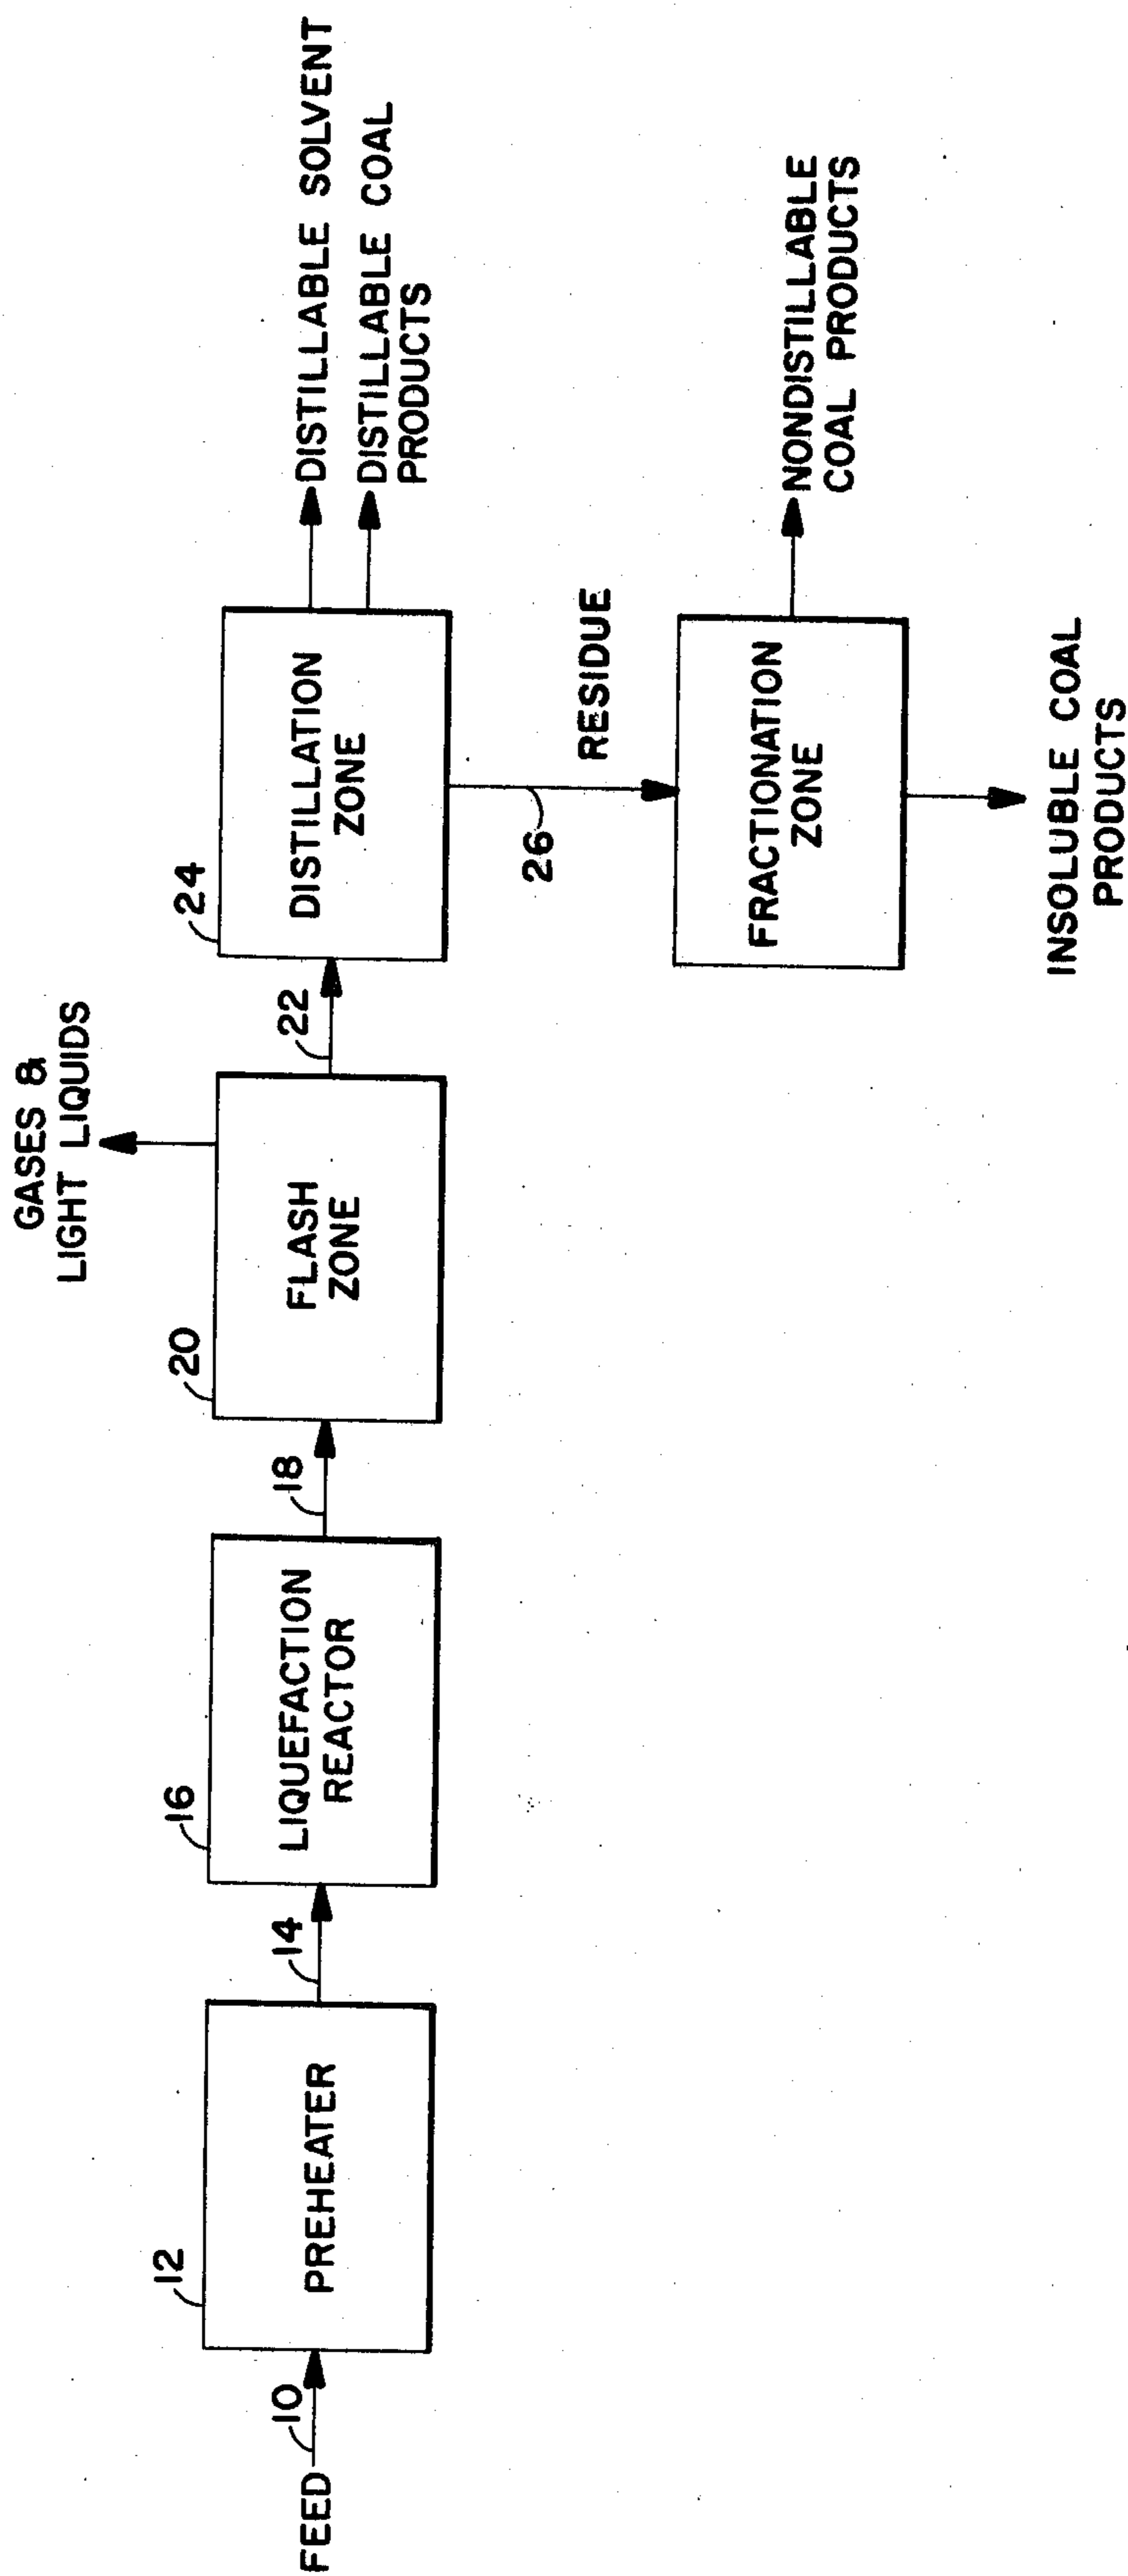 FEED
10
12
PREHEATER
14
16
LIQUEFACTION
REACTOR
18
20
FLASH
ZONE
GASES &
LIGHT LIQUIDS
22
24
DISTILLATION
ZONE
DISTILLABLE SOLVENT
DISTILLABLE COAL
PRODUCTS
26
RESIDUE
FRACTIONATION
ZONE
NONDISTILLABLE
COAL PRODUCTS
INSOLUBLE COAL
PRODUCTS